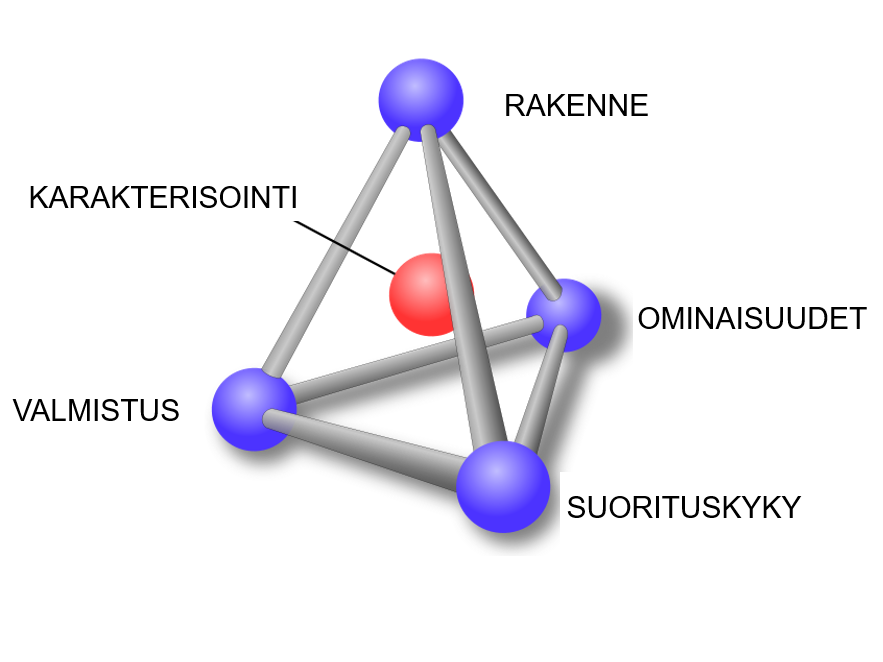 RAKENNE
KARAKTERISOINTI
OMINAISUUDET
VALMISTUS
SUORITUSKYKY